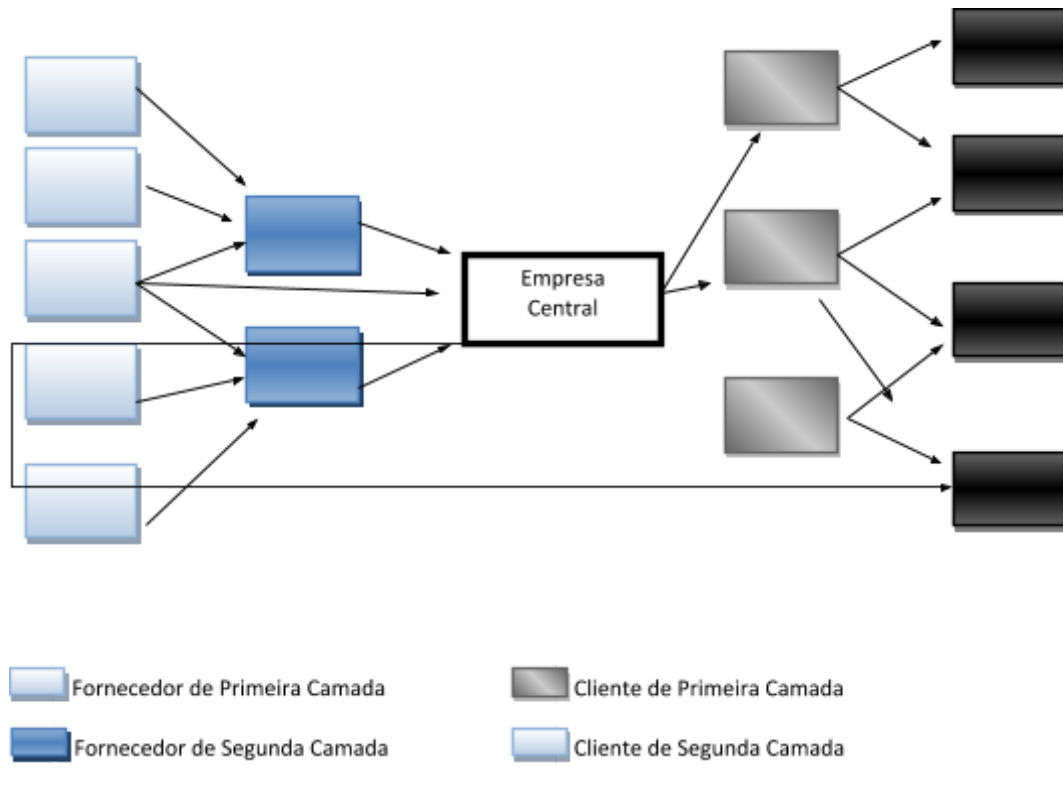 Empresa
Central
Fornecedor de Primeira Camada
Cliente de Primeira Camada
Fornecedor de Segunda Camada
Cliente de Segunda Camada